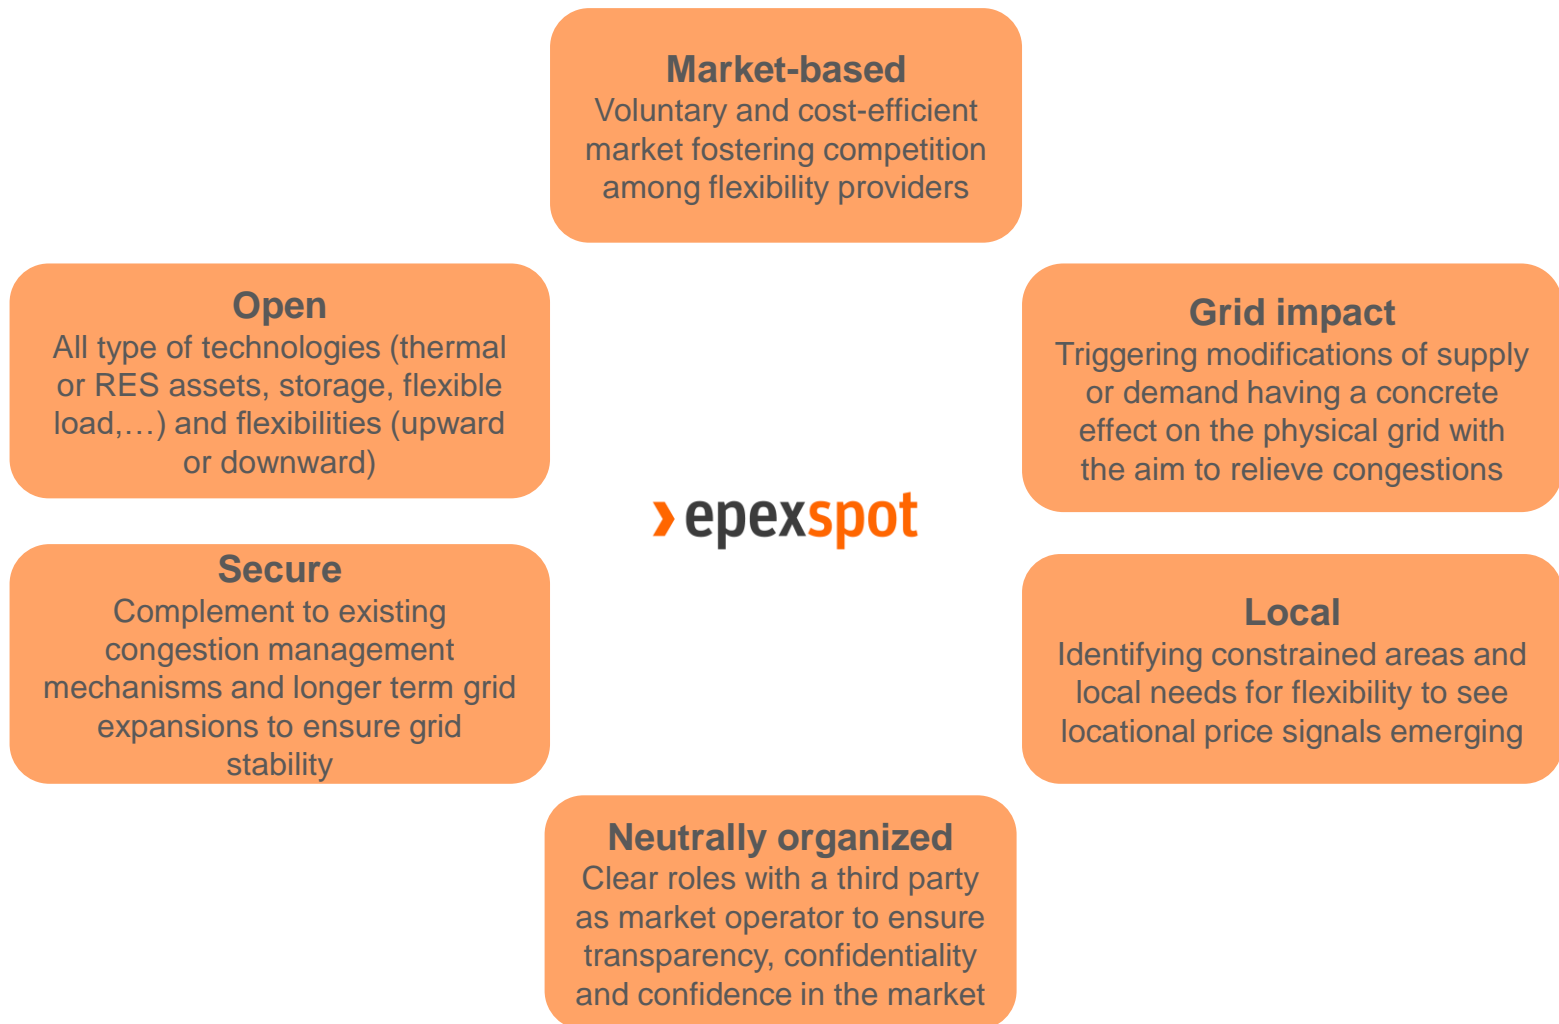 Market-based
Voluntary and cost-efficient
market fostering competition
among flexibility providers
Open
All type of technologies (thermal
or RES assets, storage, flexible
load,…) and flexibilities (upward
or downward)
Grid impact
Triggering modifications of supply
or demand having a concrete
effect on the physical grid with
the aim to relieve congestions
epexspot
Secure
Complement to existing
congestion management
mechanisms and longer term grid
expansions to ensure grid
stability
Local
Identifying constrained areas and
local needs for flexibility to see
locational price signals emerging
Neutrally organized
Clear roles with a third party
as market operator to ensure
transparency, confidentiality
and confidence in the market